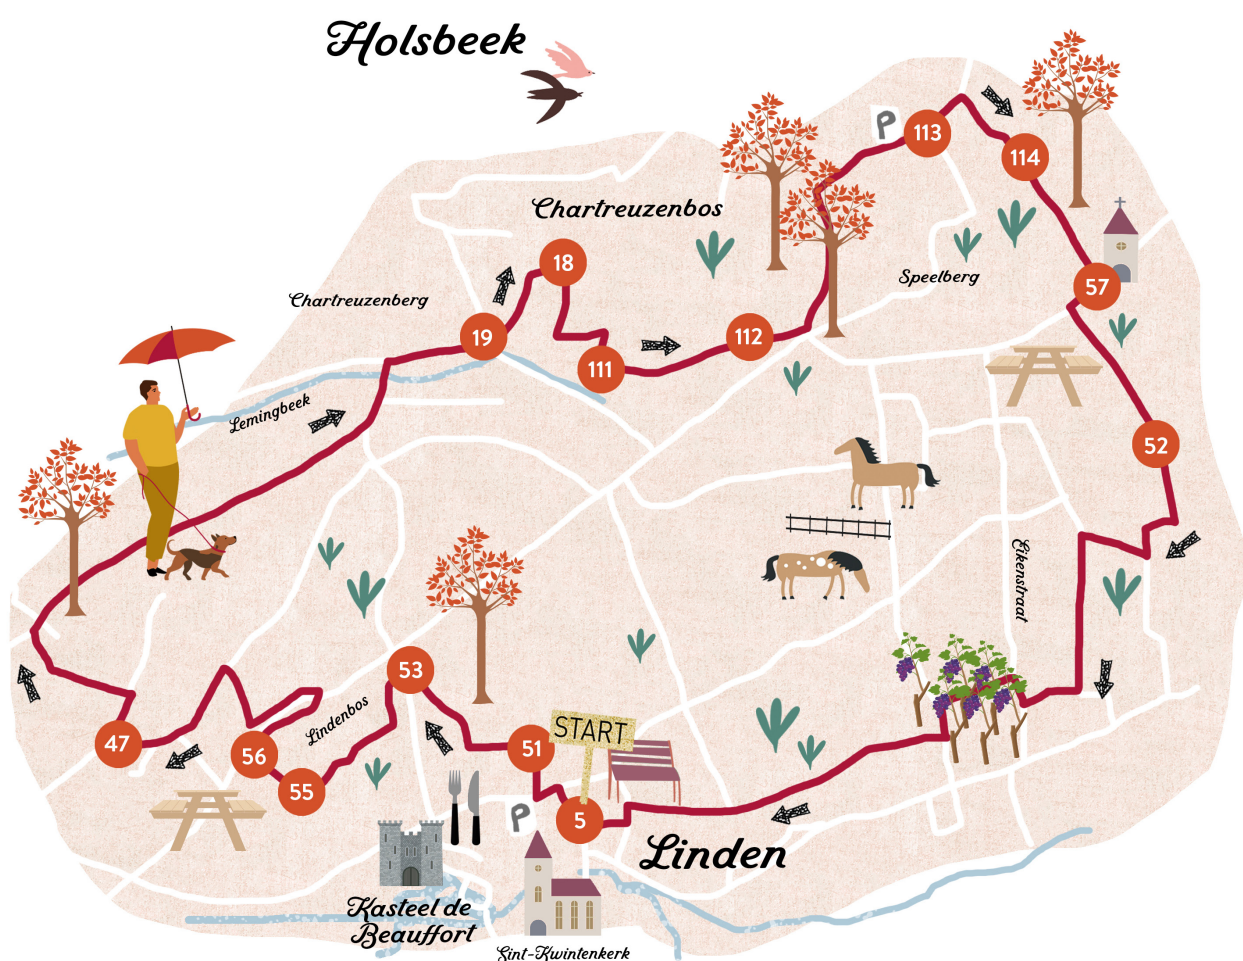 Holsbeek
P
113
114
Chartreuzenbos
18
Speelberg
57
Chartreuzenberg
19
112
111
Lemingbeek
52
Eikenstraat
53
Lindenbos
START
47
56
51
55
P
5
Linden
Kasteel de
Beauffort
Sint-Kwintenkerk